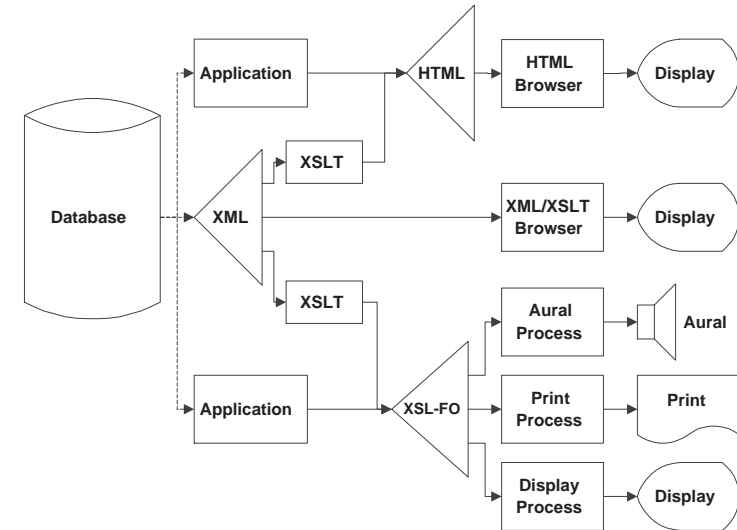 Application
HTML
HTML
Browser
Display
XSLT
Database
XML
XML/XSLT
Browser
Display
XSLT
Aural
Process
Aural
Application
XSL-FO
Print
Process
Print
Display
Process
Display